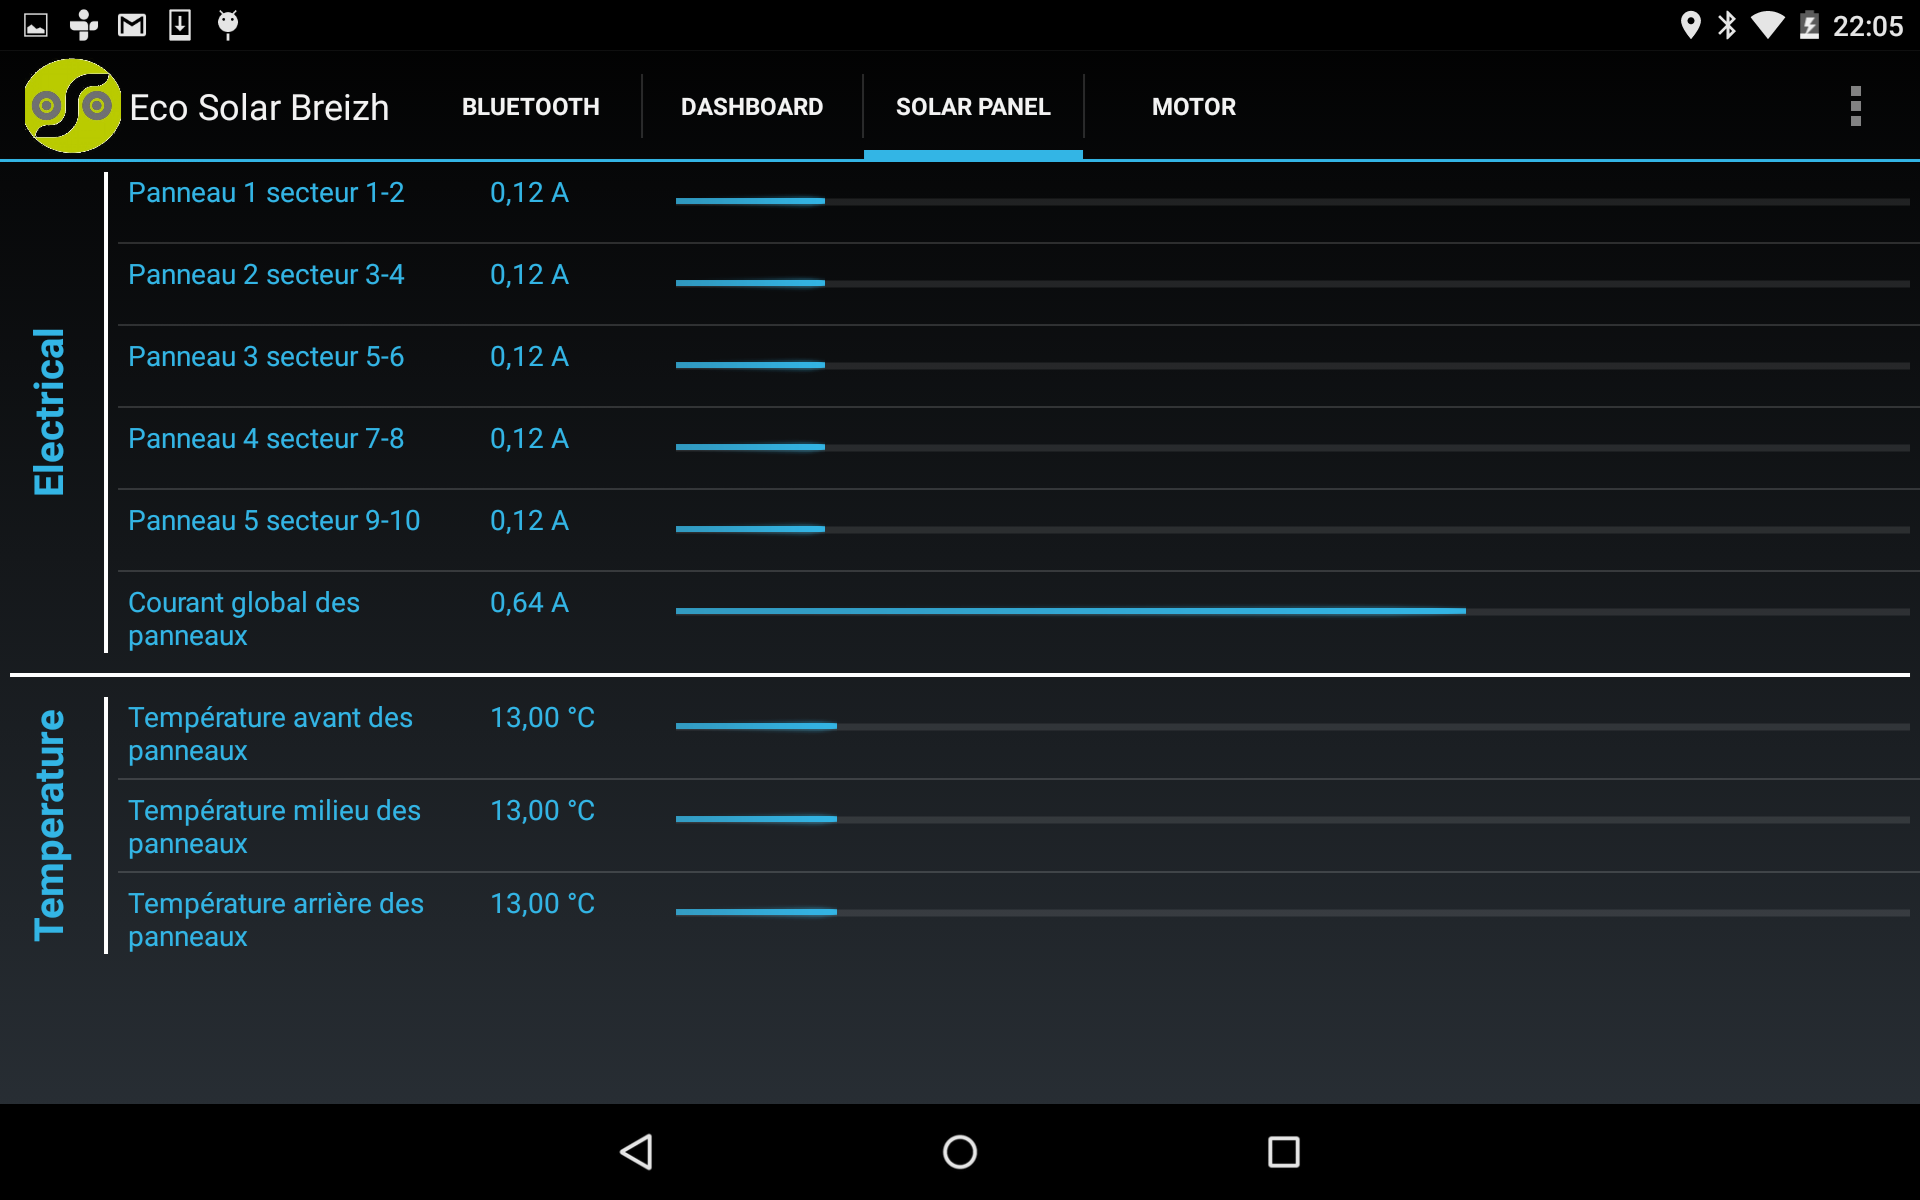 22:05
Eco Solar Breizh
BLUETOOTH
DASHBOARD
SOLAR PANEL
MOTOR
Electrical
Panneau 1 secteur 1-2 0,12 A
Panneau 2 secteur 3-4 0,12 A
Panneau 3 secteur 5-6 0,12 A
Panneau 4 secteur 7-8 0,12 A
Panneau 5 secteur 9-10 0,12 A
Courant global des 0,64 A
panneaux
Temperature
Température avant des 13,00 °C
panneaux
Température milieu des 13,00 °C
panneaux
Température arrière des 13,00 °C
panneaux